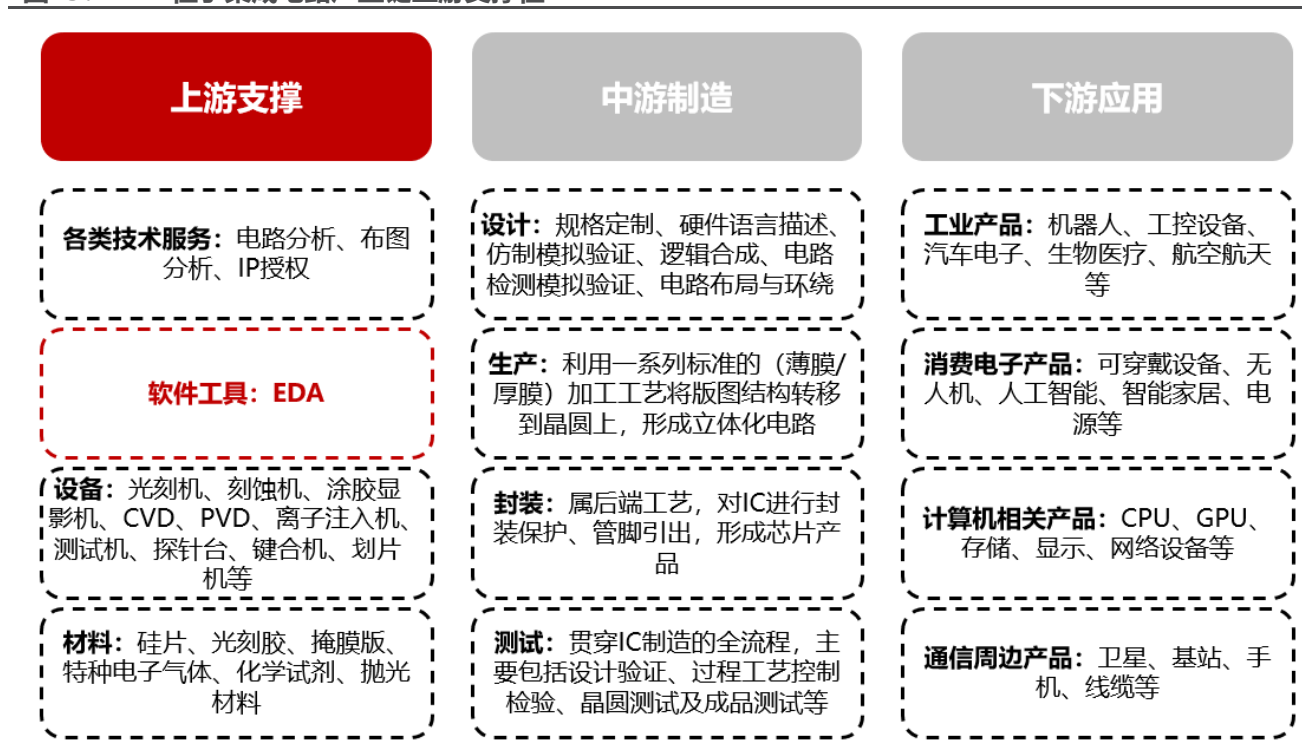 上游支撑
中游制造
下游应用
各类技术服务：电路分析、布图
分析、IP授权
软件工具：EDA
设备：光刻机、刻蚀机、涂胶显
影机、CVD、PVD、离子注入机、
测试机、探针台、键合机、划片
机等
材料：硅片、光刻胶、掩膜版、
特种电子气体、化学试剂、抛光
材料
设计：规格定制、硬件语言描述、
仿制模拟验证、逻辑合成、电路
检测模拟验证、电路布局与环绕
生产：利用一系列标准的（薄膜/
厚膜）加工工艺将版图结构转移
到晶圆上，形成立体化电路
封装：属后端工艺，对IC进行封
装保护、管脚引出，形成芯片产
品
测试：贯穿IC制造的全流程，主
要包括设计验证、过程工艺控制
检验、晶圆测试及成品测试等
工业产品：机器人、工控设备、
汽车电子、生物医疗、航空航天
等
消费电子产品：可穿戴设备、无
人机、人工智能、智能家居、电
源等
计算机相关产品：CPU、GPU、
存储、显示、网络设备等
通信周边产品：卫星、基站、手
机、线缆等